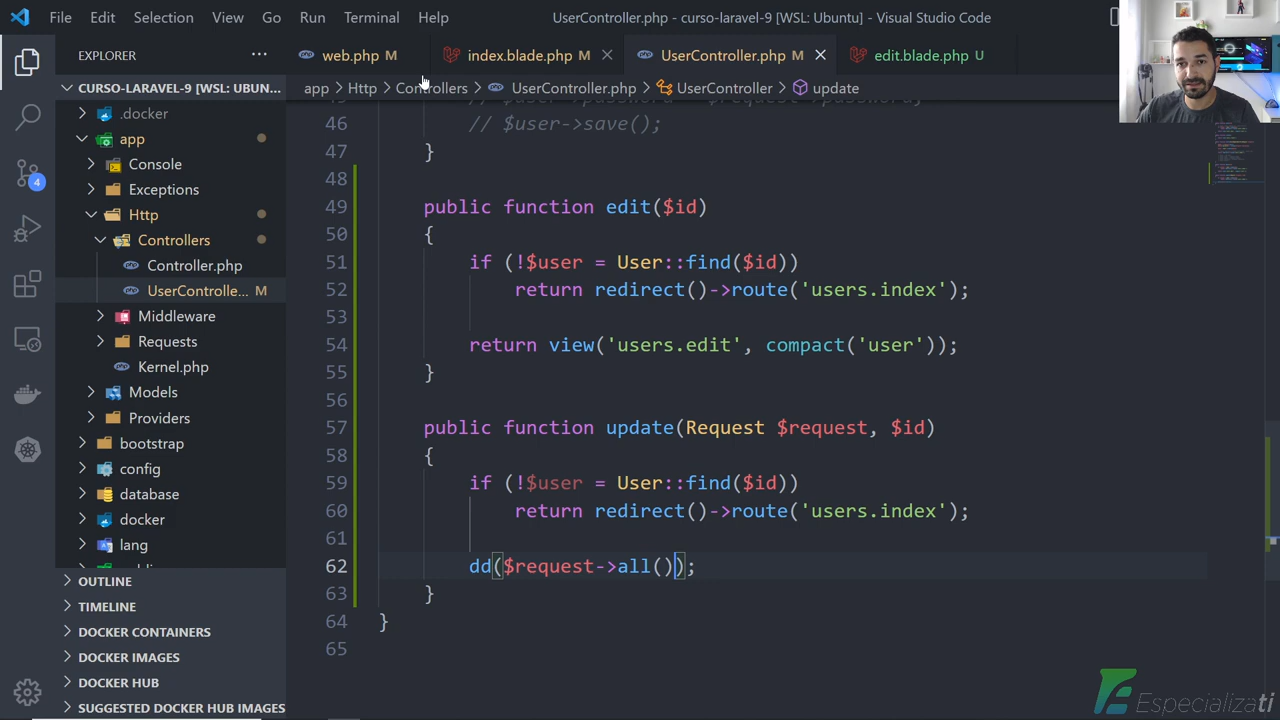 File Edit Selection View Go Run Terminal Help
UserController.php - curso-laravel-9 [WSL: Ubuntu] - Visual Studio Code
EXPLORER
web.php M
index.blade.php M
UserController.php M
edit.blade.php U
CURSO-LARAVEL-9 [WSL: UBUN...
app > Http > Controllers > UserController.php > UserController > update
.docker
app
Console
Exceptions
Http
Controllers
Controller.php
UserControlle... M
Middleware
Requests
Kernel.php
Models
Providers
bootstrap
config
database
docker
lang
OUTLINE
TIMELINE
DOCKER CONTAINERS
DOCKER IMAGES
DOCKER HUB
SUGGESTED DOCKER HUB IMAGES
4
46 // $user->save();
47 }
48
49 public function edit($id)
50 {
51 if (!$user = User::find($id))
52 return redirect()->route('users.index');
53
54 return view('users.edit', compact('user'));
55 }
56
57 public function update(Request $request, $id)
58 {
59 if (!$user = User::find($id))
60 return redirect()->route('users.index');
61
62 dd($request->all());
63 }
64 }
65
Especializati